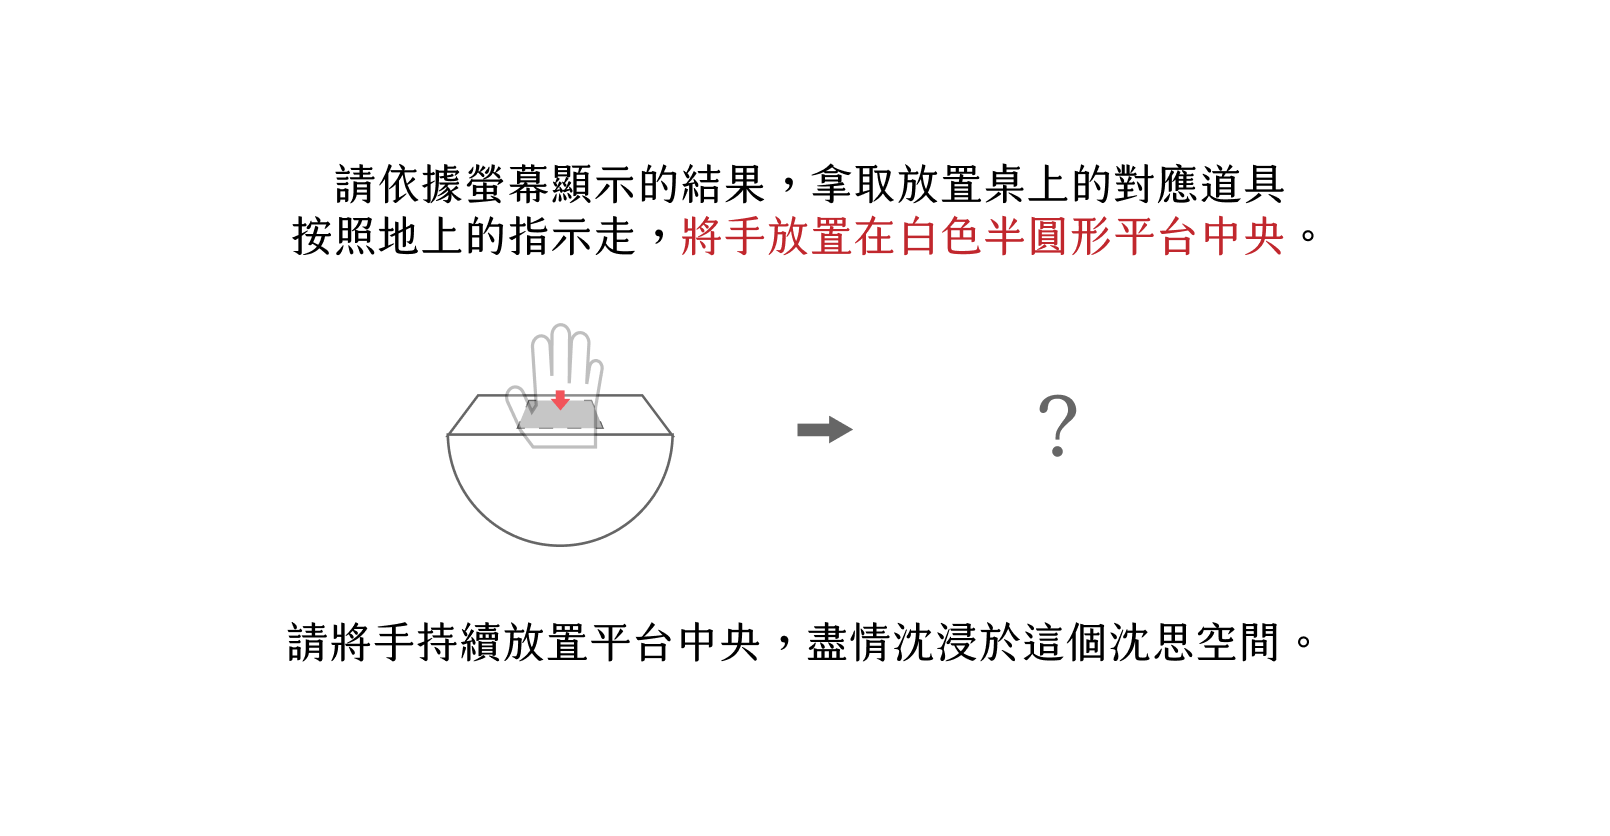 請依據螢幕顯示的結果，拿取放置桌上的對應道具
按照地上的指示走，將手放置在白色半圓形平台中央。
?
請將手持續放置平台中央，盡情沈浸於這個沈思空間。